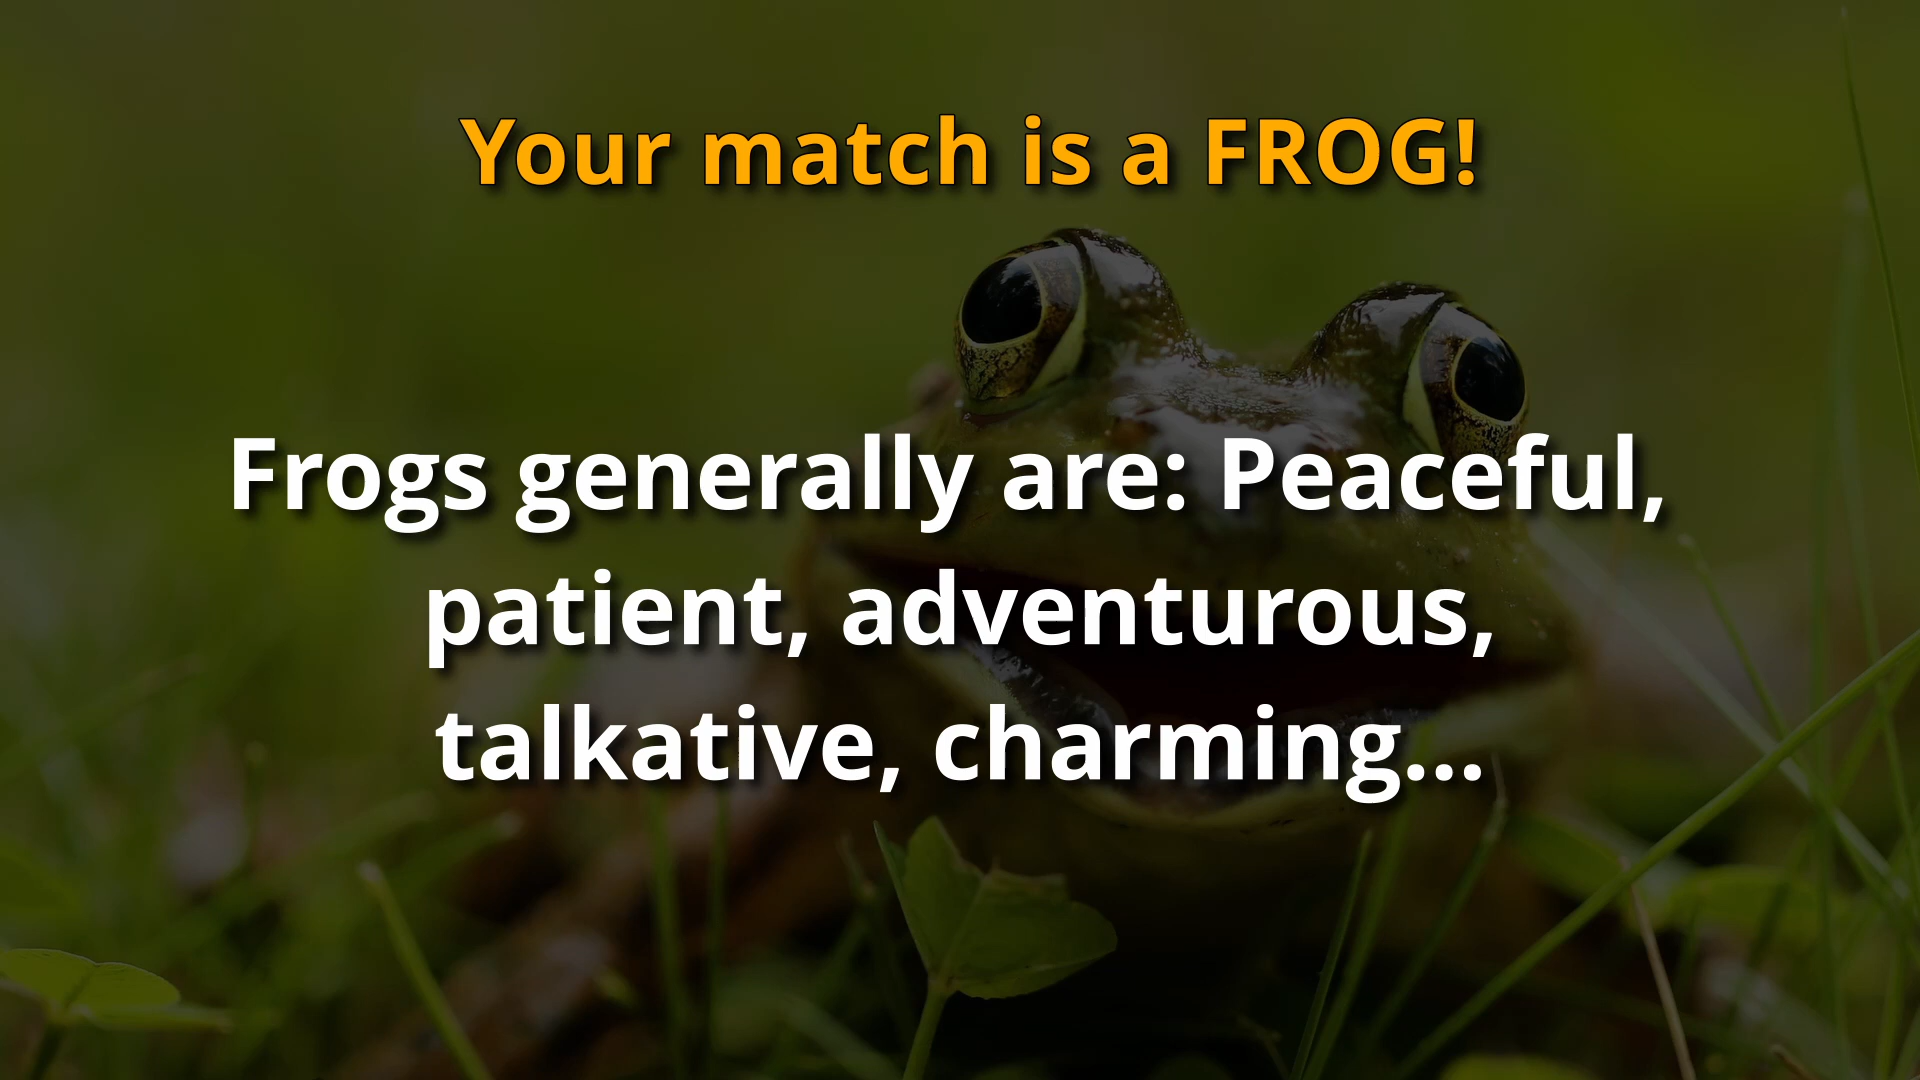 Your match is a FROG!
Frogs generally are: Peaceful,
patient, adventurous,
talkative, charming...